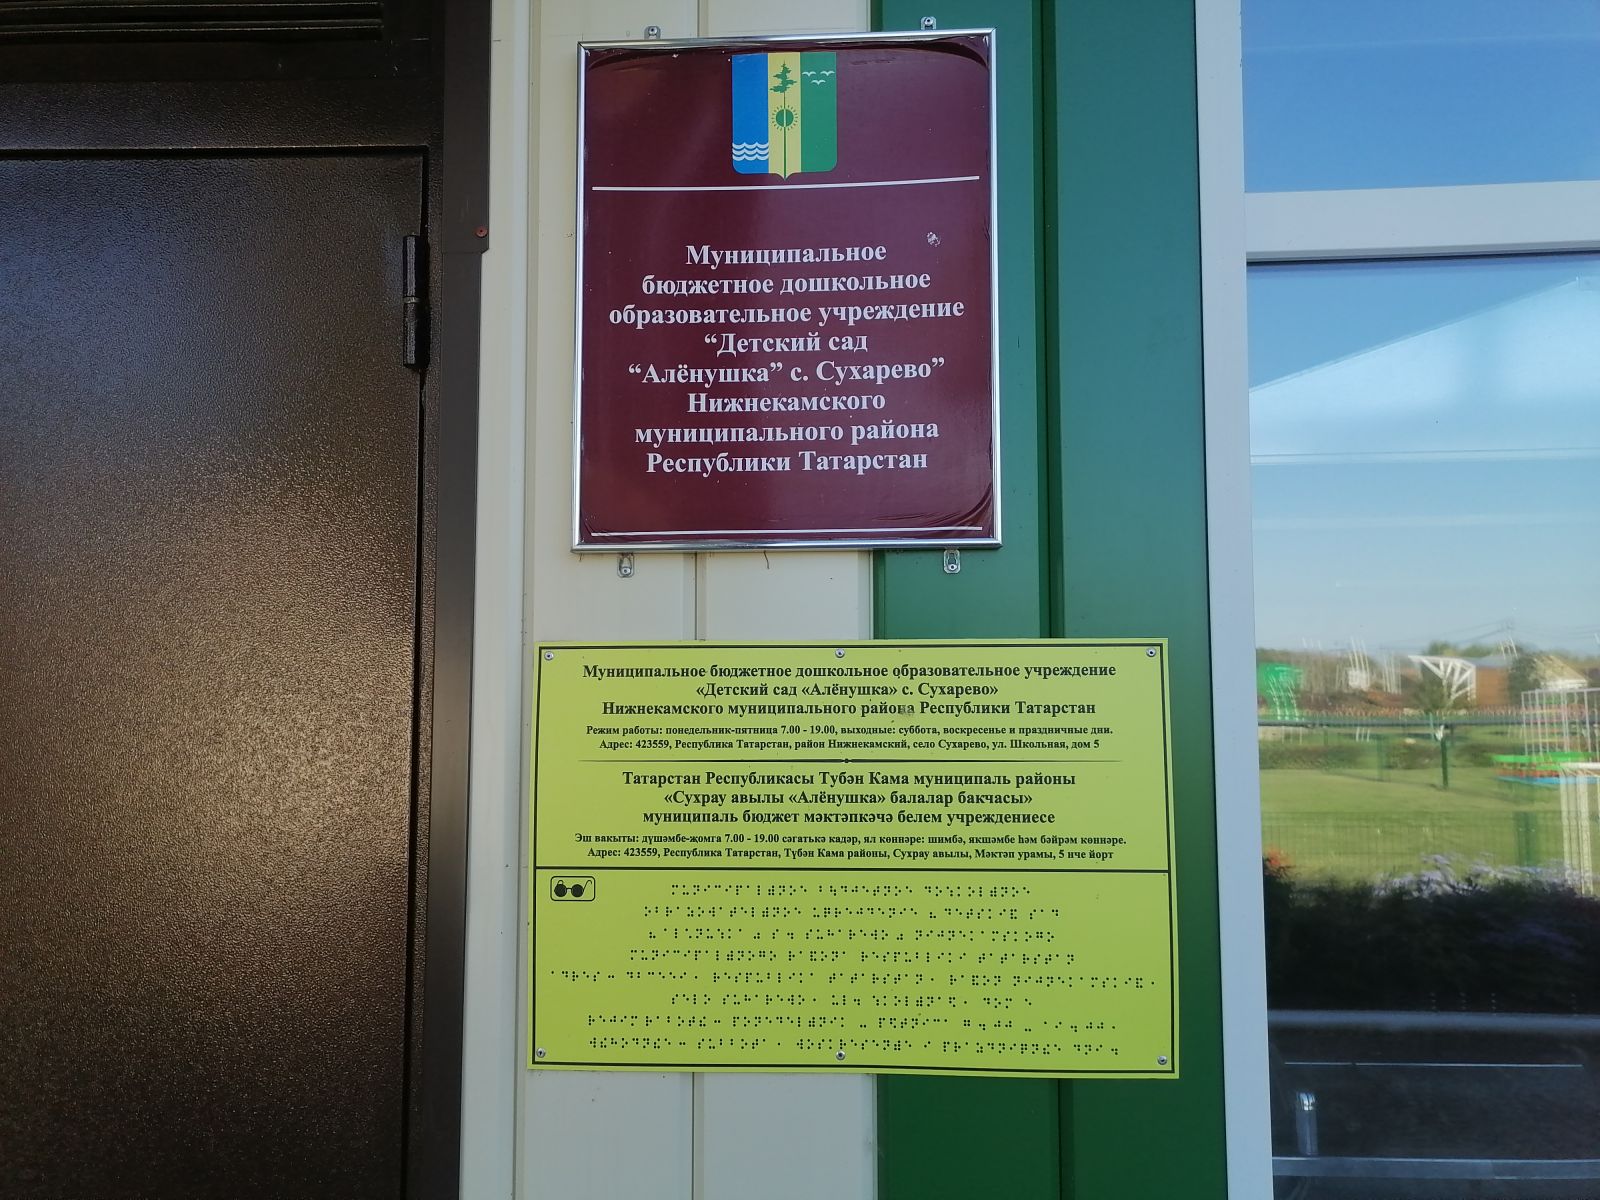 Муниципальное
бюджетное дошкольное
образовательное учреждение
“Детский сад
“Алёнушка” с. Сухарево”
Нижнекамского
муниципального района
Республики Татарстан
Муниципальное бюджетное дошкольное образовательное учреждение
«Детский сад «Алёнушка» с. Сухарево»
Нижнекамского муниципального района Республики Татарстан
Режим работы: понедельник-пятница 7.00 - 19.00, выходные: суббота, воскресенье и праздничные дни.
Адрес: 423559, Республика Татарстан, район Нижнекамский, село Сухарево, ул. Школьная, дом 5
Татарстан Республикасы Түбән Кама муниципаль районы
«Сухрау авылы «Алёнушка» балалар бакчасы»
муниципаль бюджет мәктәпкәчә белем учреждениесе
Эш вакыты: дүшәмбе-җомга 7.00 - 19.00 сәгатькә кадәр, ял көннәре: шимбә, якшәмбе һәм бәйрәм көннәре.
Адрес: 423559, Республика Татарстан, Түбән Кама районы, Сухрау авылы, Мәктәп урамы, 5 нче йорт